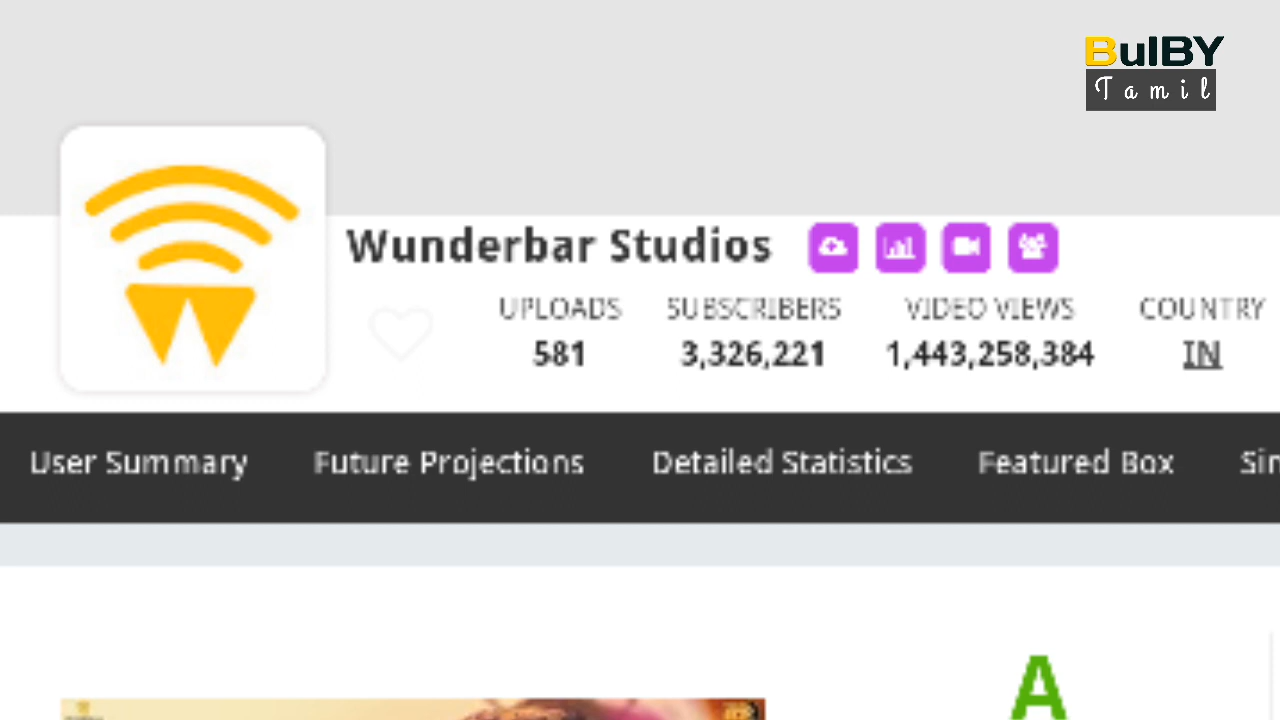 BulBY
Tamil
Wunderbar Studios
UPLOADS SUBSCRIBERS VIDEO VIEWS COUNTRY
581 3,326,221 1,443,258,384 IN
User Summary Future Projections Detailed Statistics Featured Box Sin
A